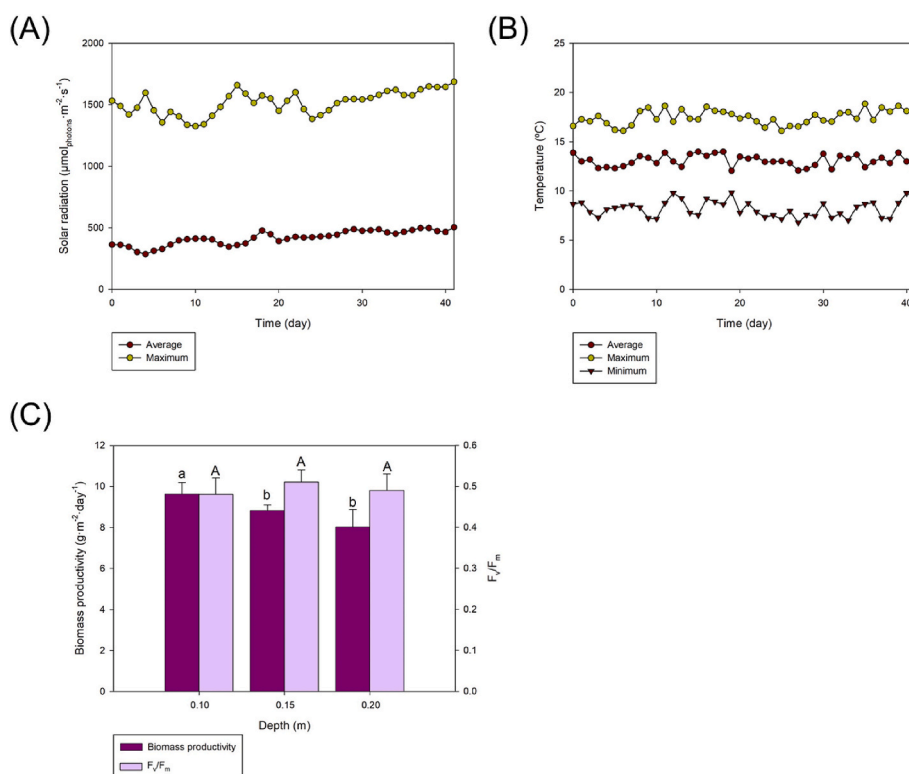 (A)
2000
1500
1000
500
0
Solar radiation (μmolphotons·m⁻²·s⁻¹)
0 10 20 30 40
Time (day)
Average
Maximum
(B)
25
20
15
10
5
0
Temperature (ºC)
0 10 20 30 40
Time (day)
Average
Maximum
Minimum
(C)
12
10
8
6
4
2
0
Biomass productivity (g·m⁻²·day⁻¹)
a A b A b A
0.6
0.5
0.4
0.3
0.2
0.1
0.0
Fv/Fm
0.10 0.15 0.20
Depth (m)
Biomass productivity
Fv/Fm